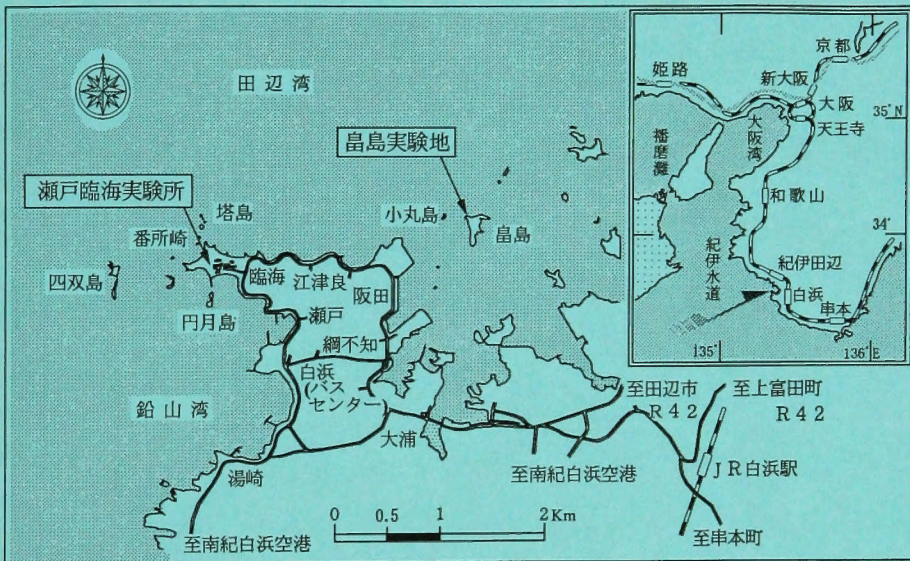 田辺湾
畠島実験地
瀬戸臨海実験所
塔島
番所崎
四双島
円月島
小丸島
畠島
臨海
江津良
阪田
瀬戸
綱不知
白浜
(バス
センター)
鉛山湾
大浦
湯崎
至南紀白浜空港
至田辺市
R42
至上富田町
R42
至南紀白浜空港
JR白浜駅
至串本町
0 0.5 1 2Km
京都
姫路
新大阪
大阪
天王寺
35°N
大阪湾
播磨灘
和歌山
34°
紀伊水道
紀伊田辺
白浜
串本
135°
136°E